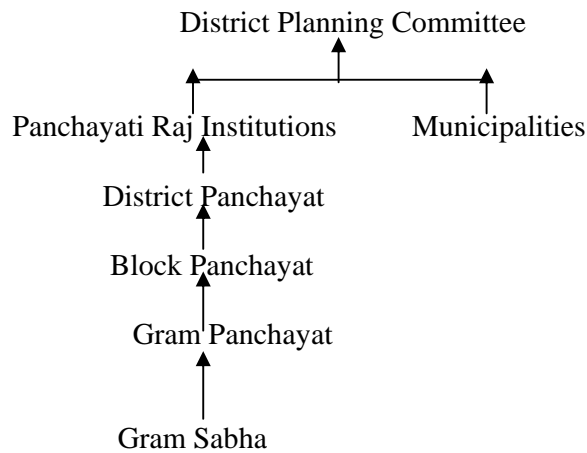 District Planning Committee
Panchayati Raj Institutions Municipalities
District Panchayat
Block Panchayat
Gram Panchayat
Gram Sabha